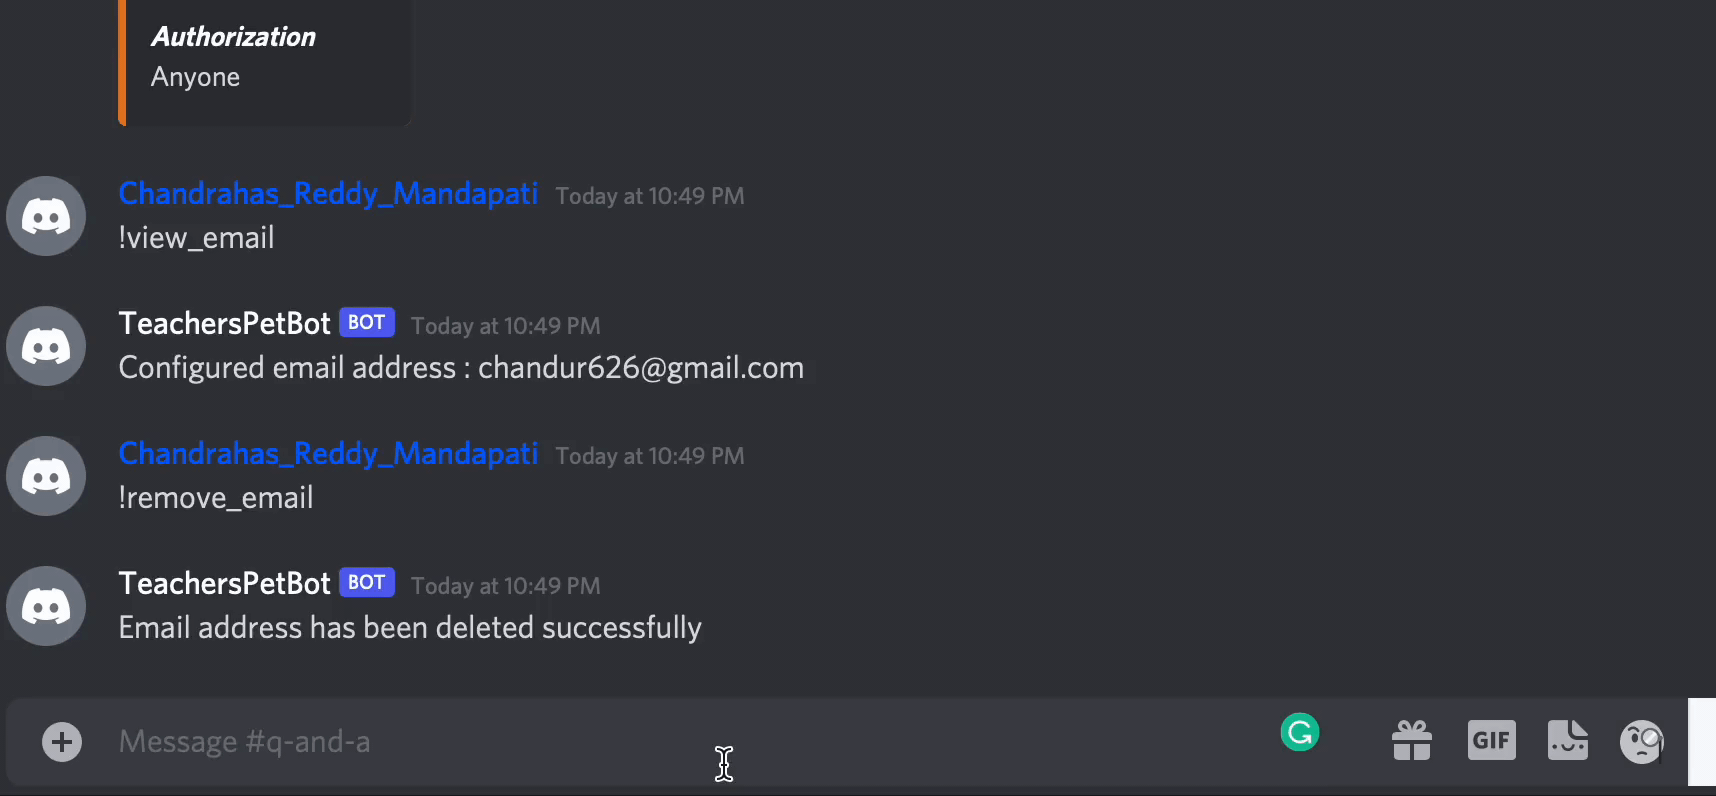 Authorization
Anyone
Chandrahas_Reddy_Mandapati Today at 10:49 PM
!view_email
TeachersPetBot BOT Today at 10:49 PM
Configured email address : chandur626@gmail.com
Chandrahas_Reddy_Mandapati Today at 10:49 PM
!remove_email
TeachersPetBot BOT Today at 10:49 PM
Email address has been deleted successfully
Message #q-and-a
GIF